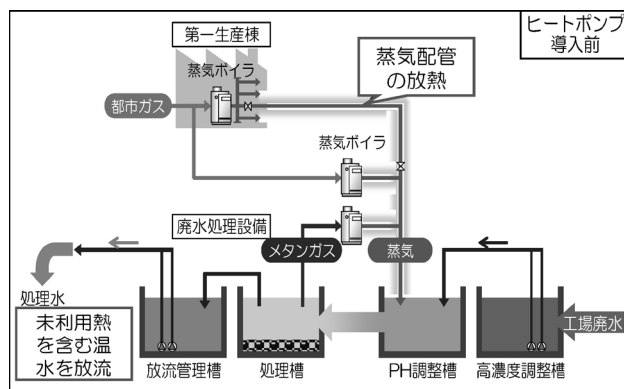 ヒートポンプ
導入前
第一生産棟
蒸気ボイラ
蒸気配管
の放熱
都市ガス
蒸気ボイラ
廃水処理設備
メタンガス
蒸気
処理水
未利用熱
を含む温
水を放流
工場廃水
放流管理槽
処理槽
PH調整槽
高濃度調整槽